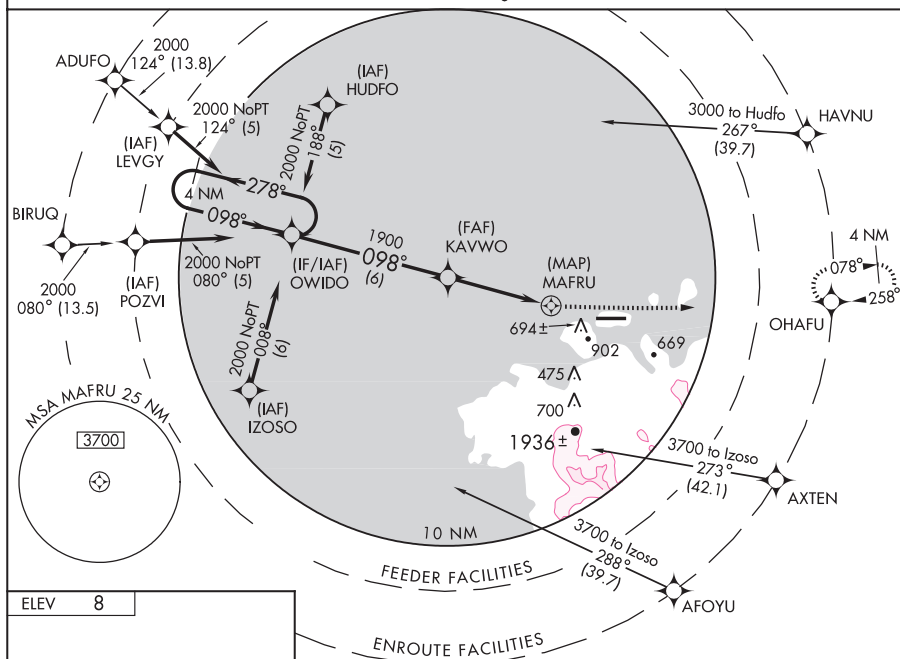 2000
124° (13.8)
ADUFO
(IAF)
HUDFO
2000 NoPT
124° (5)
2000 NoPT
188°
(5)
3000 to Hudfo
267°
(39.7)
HAVNU
(IAF)
LEVGY
4 NM
278°
098°
BIRUQ
2000
080° (13.5)
(IAF)
POZVI
2000 NoPT
080° (5)
(IF/IAF)
OWIDO
1900
098°
(6)
(FAF)
KAVWO
(MAP)
MAFRU
4 NM
078°
258°
OHAFU
2000 NoPT
008°
(6)
(IAF)
IZOSO
694±
902
669
475
700
1936±
MSA MAFRU 25 NM
3700
3700 to Izoso
273°
(42.1)
AXTEN
10 NM
3700 to Izoso
288°
(39.7)
AFOYU
FEEDER FACILITIES
ENROUTE FACILITIES
ELEV 8